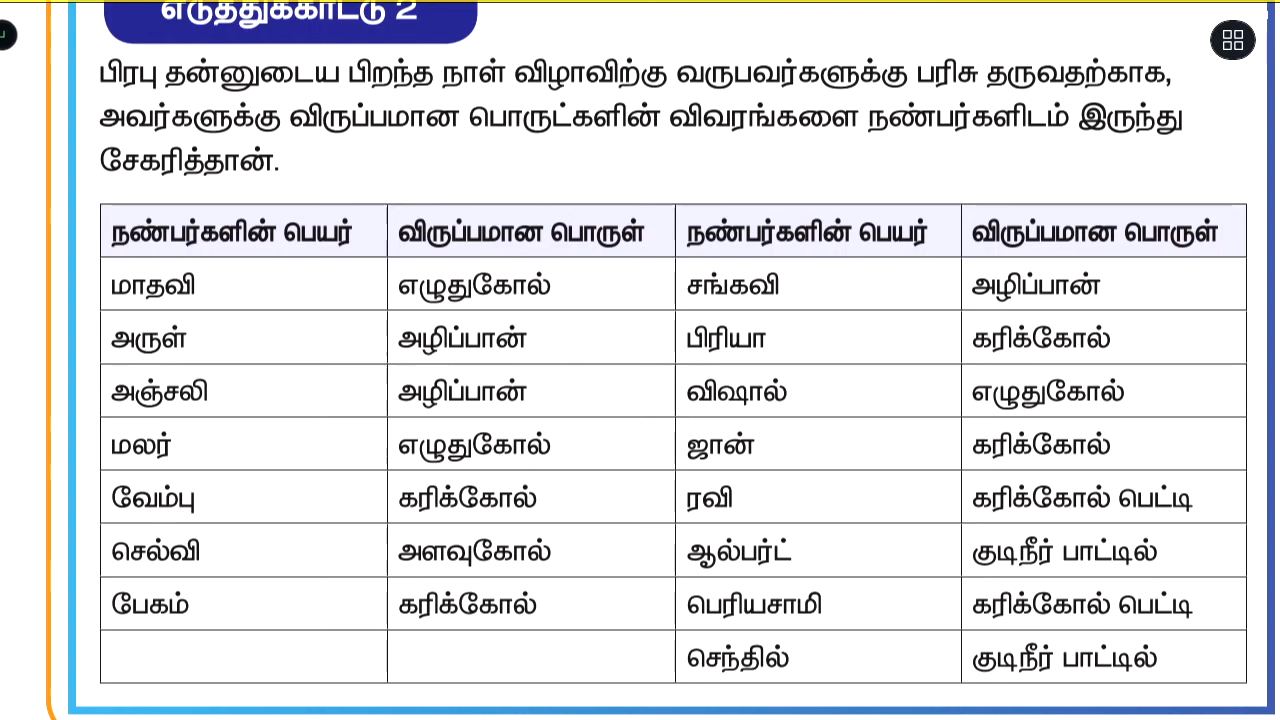 எடுத்துக்காட்டு 2
பிரபு தன்னுடைய பிறந்த நாள் விழாவிற்கு வருபவர்களுக்கு பரிசு தருவதற்காக,
அவர்களுக்கு விருப்பமான பொருட்களின் விவரங்களை நண்பர்களிடம் இருந்து
சேகரித்தான்.
நண்பர்களின் பெயர் விருப்பமான பொருள் நண்பர்களின் பெயர் விருப்பமான பொருள்
மாதவி எழுதுகோல் சங்கவி அழிப்பான்
அருள் அழிப்பான் பிரியா கரிக்கோல்
அஞ்சலி அழிப்பான் விஷால் எழுதுகோல்
மலர் எழுதுகோல் ஜான் கரிக்கோல்
வேம்பு கரிக்கோல் ரவி கரிக்கோல் பெட்டி
செல்வி அளவுகோல் ஆல்பர்ட் குடிநீர் பாட்டில்
பேகம் கரிக்கோல் பெரியசாமி கரிக்கோல் பெட்டி
செந்தில் குடிநீர் பாட்டில்